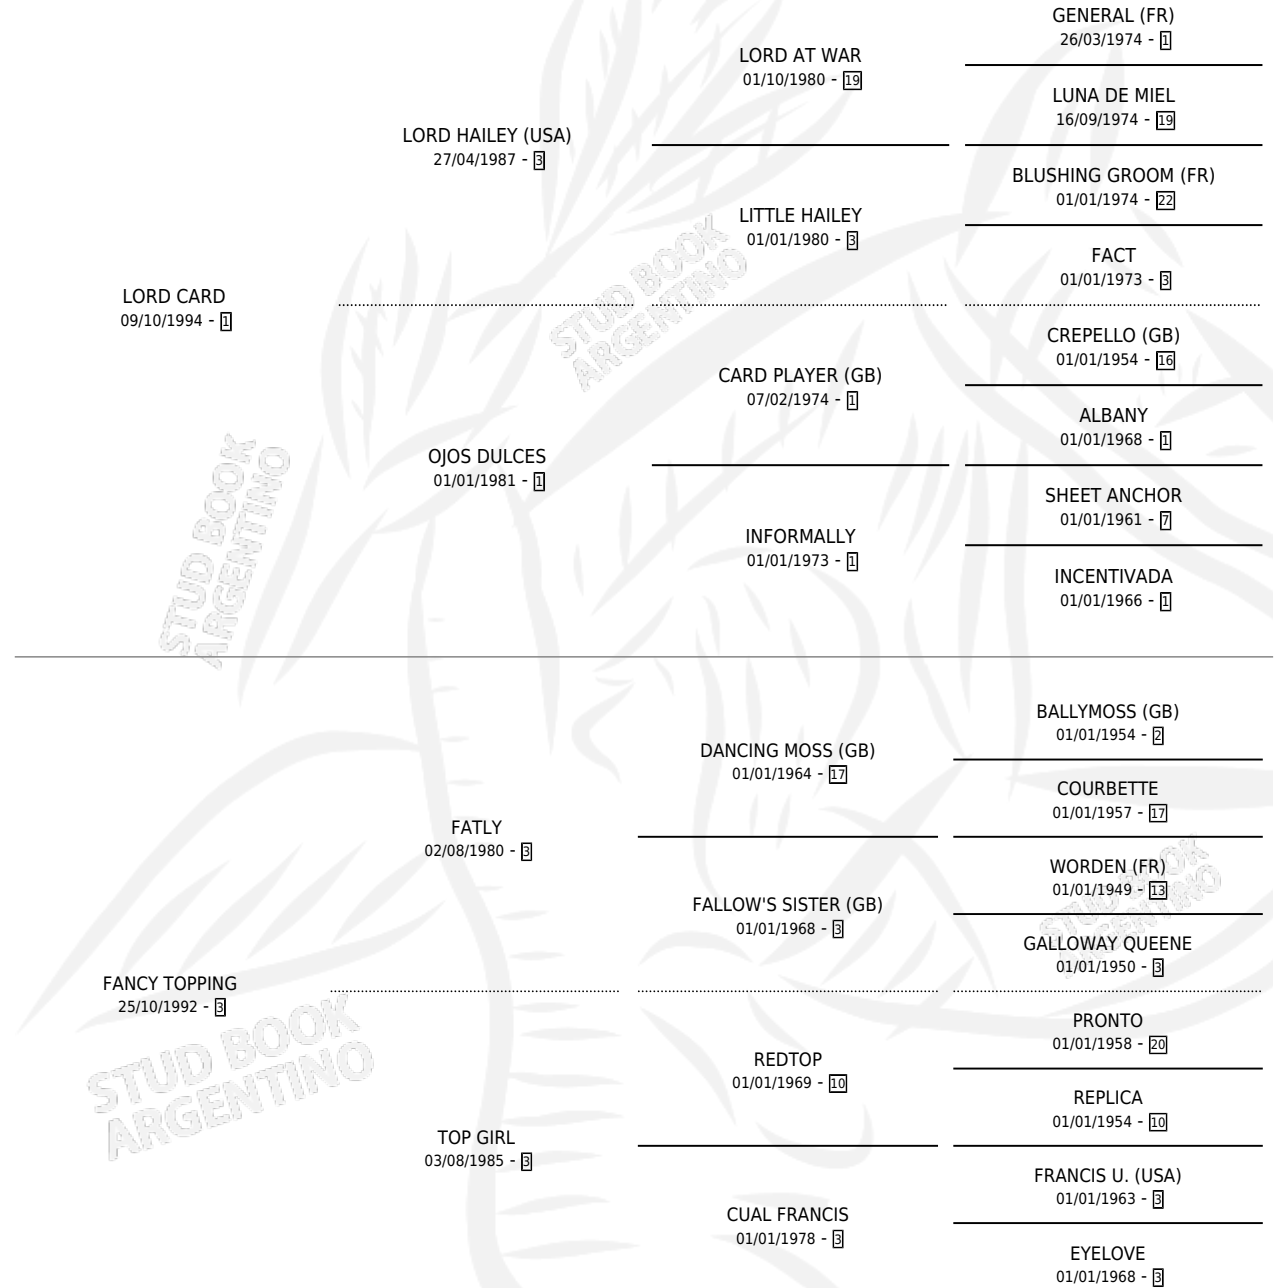 GENERAL (FR)
26/03/1974 - 1
LORD AT WAR
01/10/1980 - 19
LUNA DE MIEL
16/09/1974 - 19
LORD HAILEY (USA)
27/04/1987 - 3
BLUSHING GROOM (FR)
01/01/1974 - 22
LITTLE HAILEY
01/01/1980 - 3
FACT
01/01/1973 - 3
LORD CARD
09/10/1994 - 1
CREPELLO (GB)
01/01/1954 - 16
CARD PLAYER (GB)
07/02/1974 - 1
ALBANY
01/01/1968 - 1
OJOS DULCES
01/01/1981 - 1
SHEET ANCHOR
01/01/1961 - 7
INFORMALLY
01/01/1973 - 1
INCENTIVADA
01/01/1966 - 1
BALLYMOSS (GB)
01/01/1954 - 2
DANCING MOSS (GB)
01/01/1964 - 17
COURBETTE
01/01/1957 - 17
FATLY
02/08/1980 - 3
WORDEN (FR)
01/01/1949 - 13
FALLOW'S SISTER (GB)
01/01/1968 - 3
GALLOWAY QUEENE
01/01/1950 - 3
FANCY TOPPING
25/10/1992 - 3
PRONTO
01/01/1958 - 20
REDTOP
01/01/1969 - 10
REPLICA
01/01/1954 - 10
TOP GIRL
03/08/1985 - 3
FRANCIS U. (USA)
01/01/1963 - 3
CUAL FRANCIS
01/01/1978 - 3
EYELOVE
01/01/1968 - 3
STUD BOOK
ARGENTINO
STUD BOOK
ARGENTINO
STUD BOOK
ARGENTINO
STUD BOOK
ARGENTINO